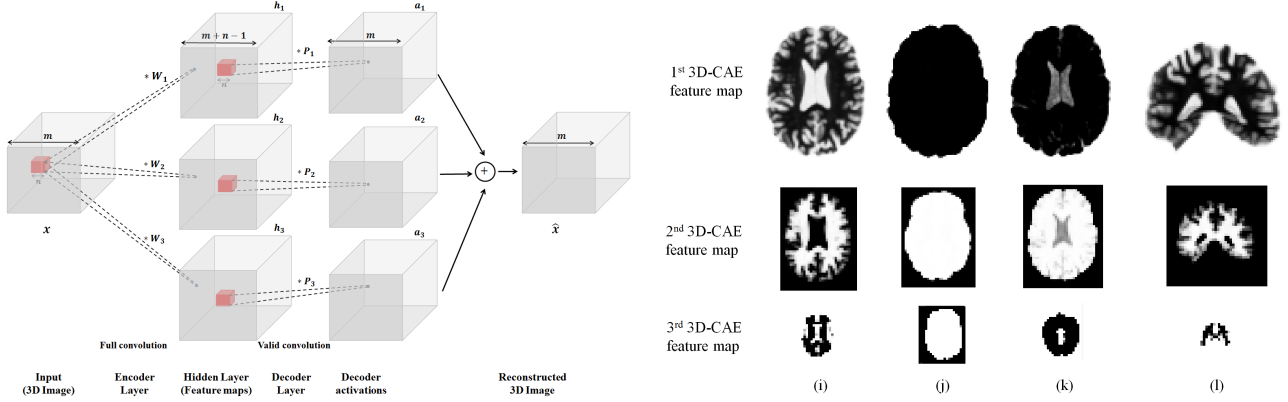 h₁
a₁
m + n − 1
m
∗ P₁
∗ W₁
n
h₂
a₂
m
n
x
∗ W₂
∗ P₂
+
m
x̂
h₃
a₃
∗ W₃
∗ P₃
Full convolution
Valid convolution
Input
(3D Image)
Encoder
Layer
Hidden Layer
(Feature maps)
Decoder
Layer
Decoder
activations
Reconstructed
3D Image
1st 3D-CAE
feature map
2nd 3D-CAE
feature map
3rd 3D-CAE
feature map
(i)
(j)
(k)
(l)